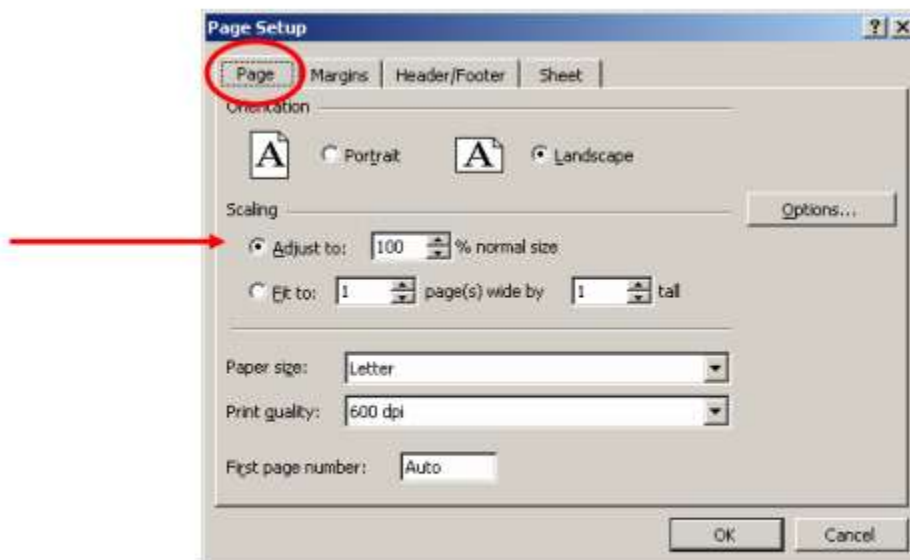 Page Setup
Page Margins Header/Footer Sheet
Orientation
A Portrait A Landscape
Scaling
Options...
Adjust to: 100 % normal size
Fit to: 1 page(s) wide by 1 tall
Paper size: Letter
Print quality: 600 dpi
First page number: Auto
OK Cancel